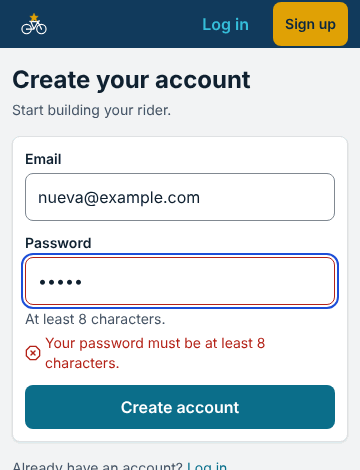 Log in
Sign up
Create your account
Start building your rider.
Email
nueva@example.com
Password
•••••
At least 8 characters.
Your password must be at least 8
characters.
Create account
Already have an account? Log in